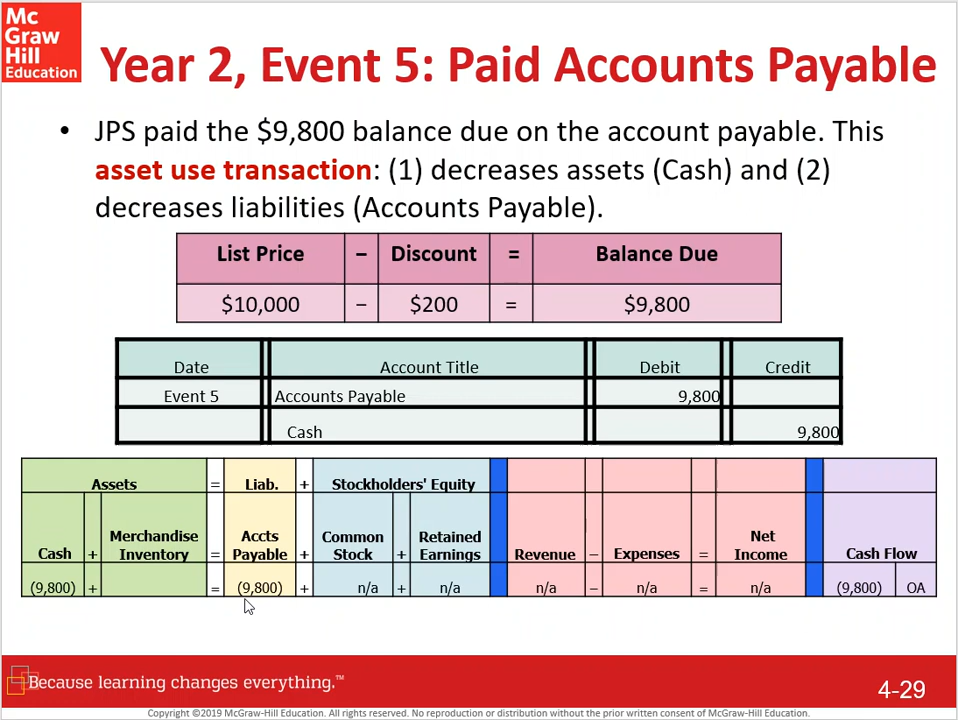 Mc
Graw
Hill
Education
Year 2, Event 5: Paid Accounts Payable
• JPS paid the $9,800 balance due on the account payable. This
asset use transaction: (1) decreases assets (Cash) and (2)
decreases liabilities (Accounts Payable).
List Price – Discount = Balance Due
$10,000 – $200 = $9,800
Date Account Title Debit Credit
Event 5 Accounts Payable 9,800
Cash 9,800
Assets = Liab. + Stockholders' Equity
Cash + Merchandise Inventory = Accts Payable + Common Stock + Retained Earnings Revenue – Expenses = Net Income Cash Flow
(9,800) + = (9,800) + n/a + n/a n/a – n/a = n/a (9,800) OA
Because learning changes everything.™
4-29
Copyright ©2019 McGraw-Hill Education. All rights reserved. No reproduction or distribution without the prior written consent of McGraw-Hill Education.